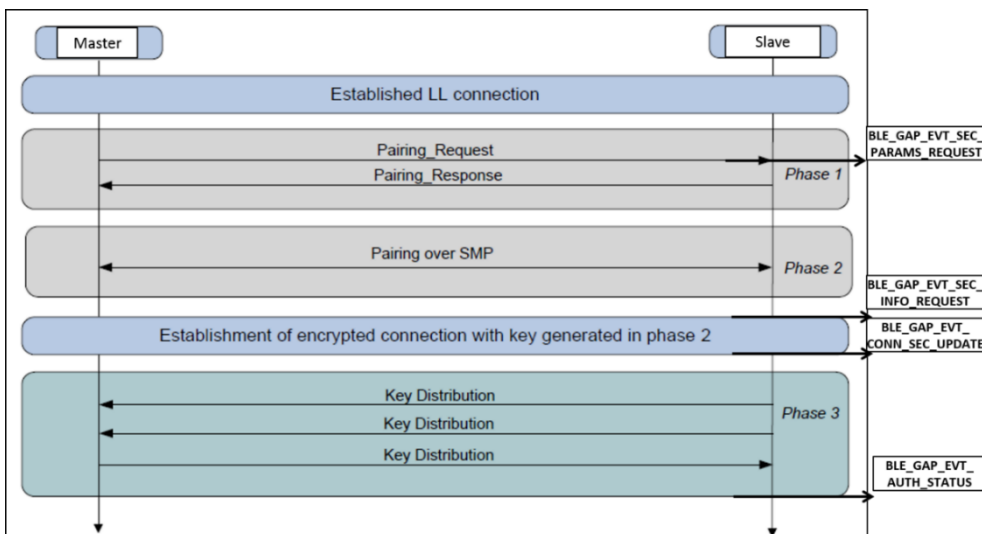 Master
Slave
Established LL connection
Pairing_Request
BLE_GAP_EVT_SEC_
PARAMS_REQUEST
Pairing_Response
Phase 1
Pairing over SMP
Phase 2
BLE_GAP_EVT_SEC_
INFO_REQUEST
Establishment of encrypted connection with key generated in phase 2
BLE_GAP_EVT_
CONN_SEC_UPDATE
Key Distribution
Phase 3
Key Distribution
Key Distribution
BLE_GAP_EVT_
AUTH_STATUS